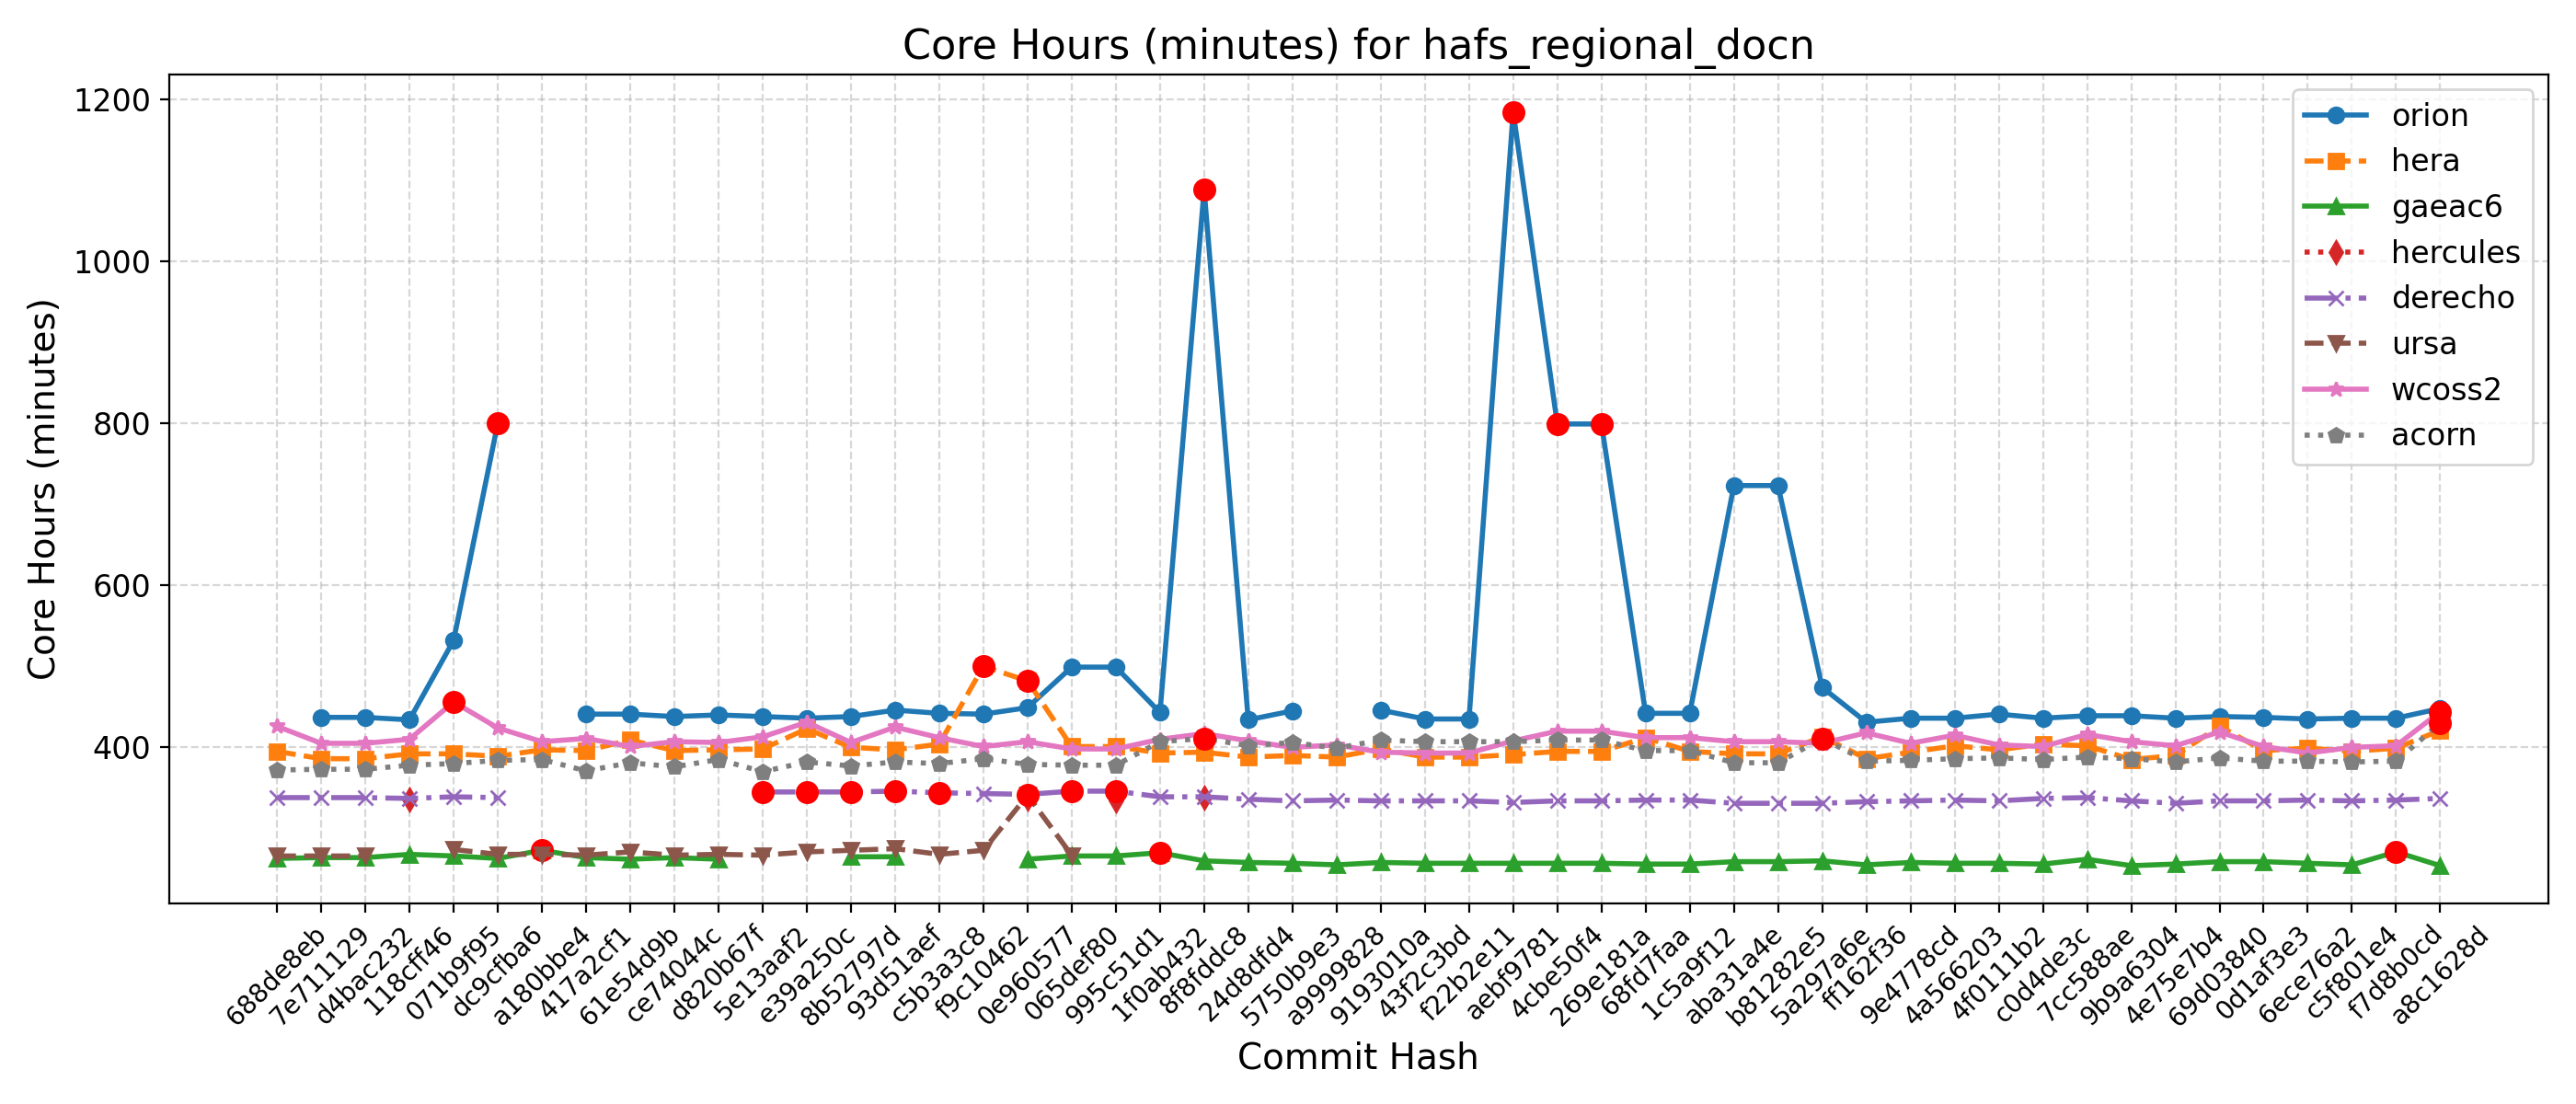 Core Hours (minutes) for hafs_regional_docn
Core Hours (minutes)
1200
1000
800
600
400
orion
hera
gaeac6
hercules
derecho
ursa
wcoss2
acorn
688de8eb
7e711129
d4bac232
118cff46
071b9f95
dc9cfba6
a180bbe4
417a2cf1
61e54d9b
ce74044c
d820b67f
5e13aaf2
e39a250c
8b52797d
93d51aef
c5b3a3c8
f9c10462
0e960577
065def80
995c51d1
1f0ab432
8f8fddc8
24d8dfd4
5750b9e3
a9999828
9193010a
43f2c3bd
f22b2e11
aebf9781
4cbe50f4
269e181a
68fd7faa
1c5a9f12
aba31a4e
b81282e5
5a297a6e
ff162f36
9e4778cd
4a566203
4f0111b2
c0d4de3c
7cc588ae
9b9a6304
4e75e7b4
69d03840
0d1af3e3
6ece76a2
c5f801e4
f7d8b0cd
a8c1628d
Commit Hash